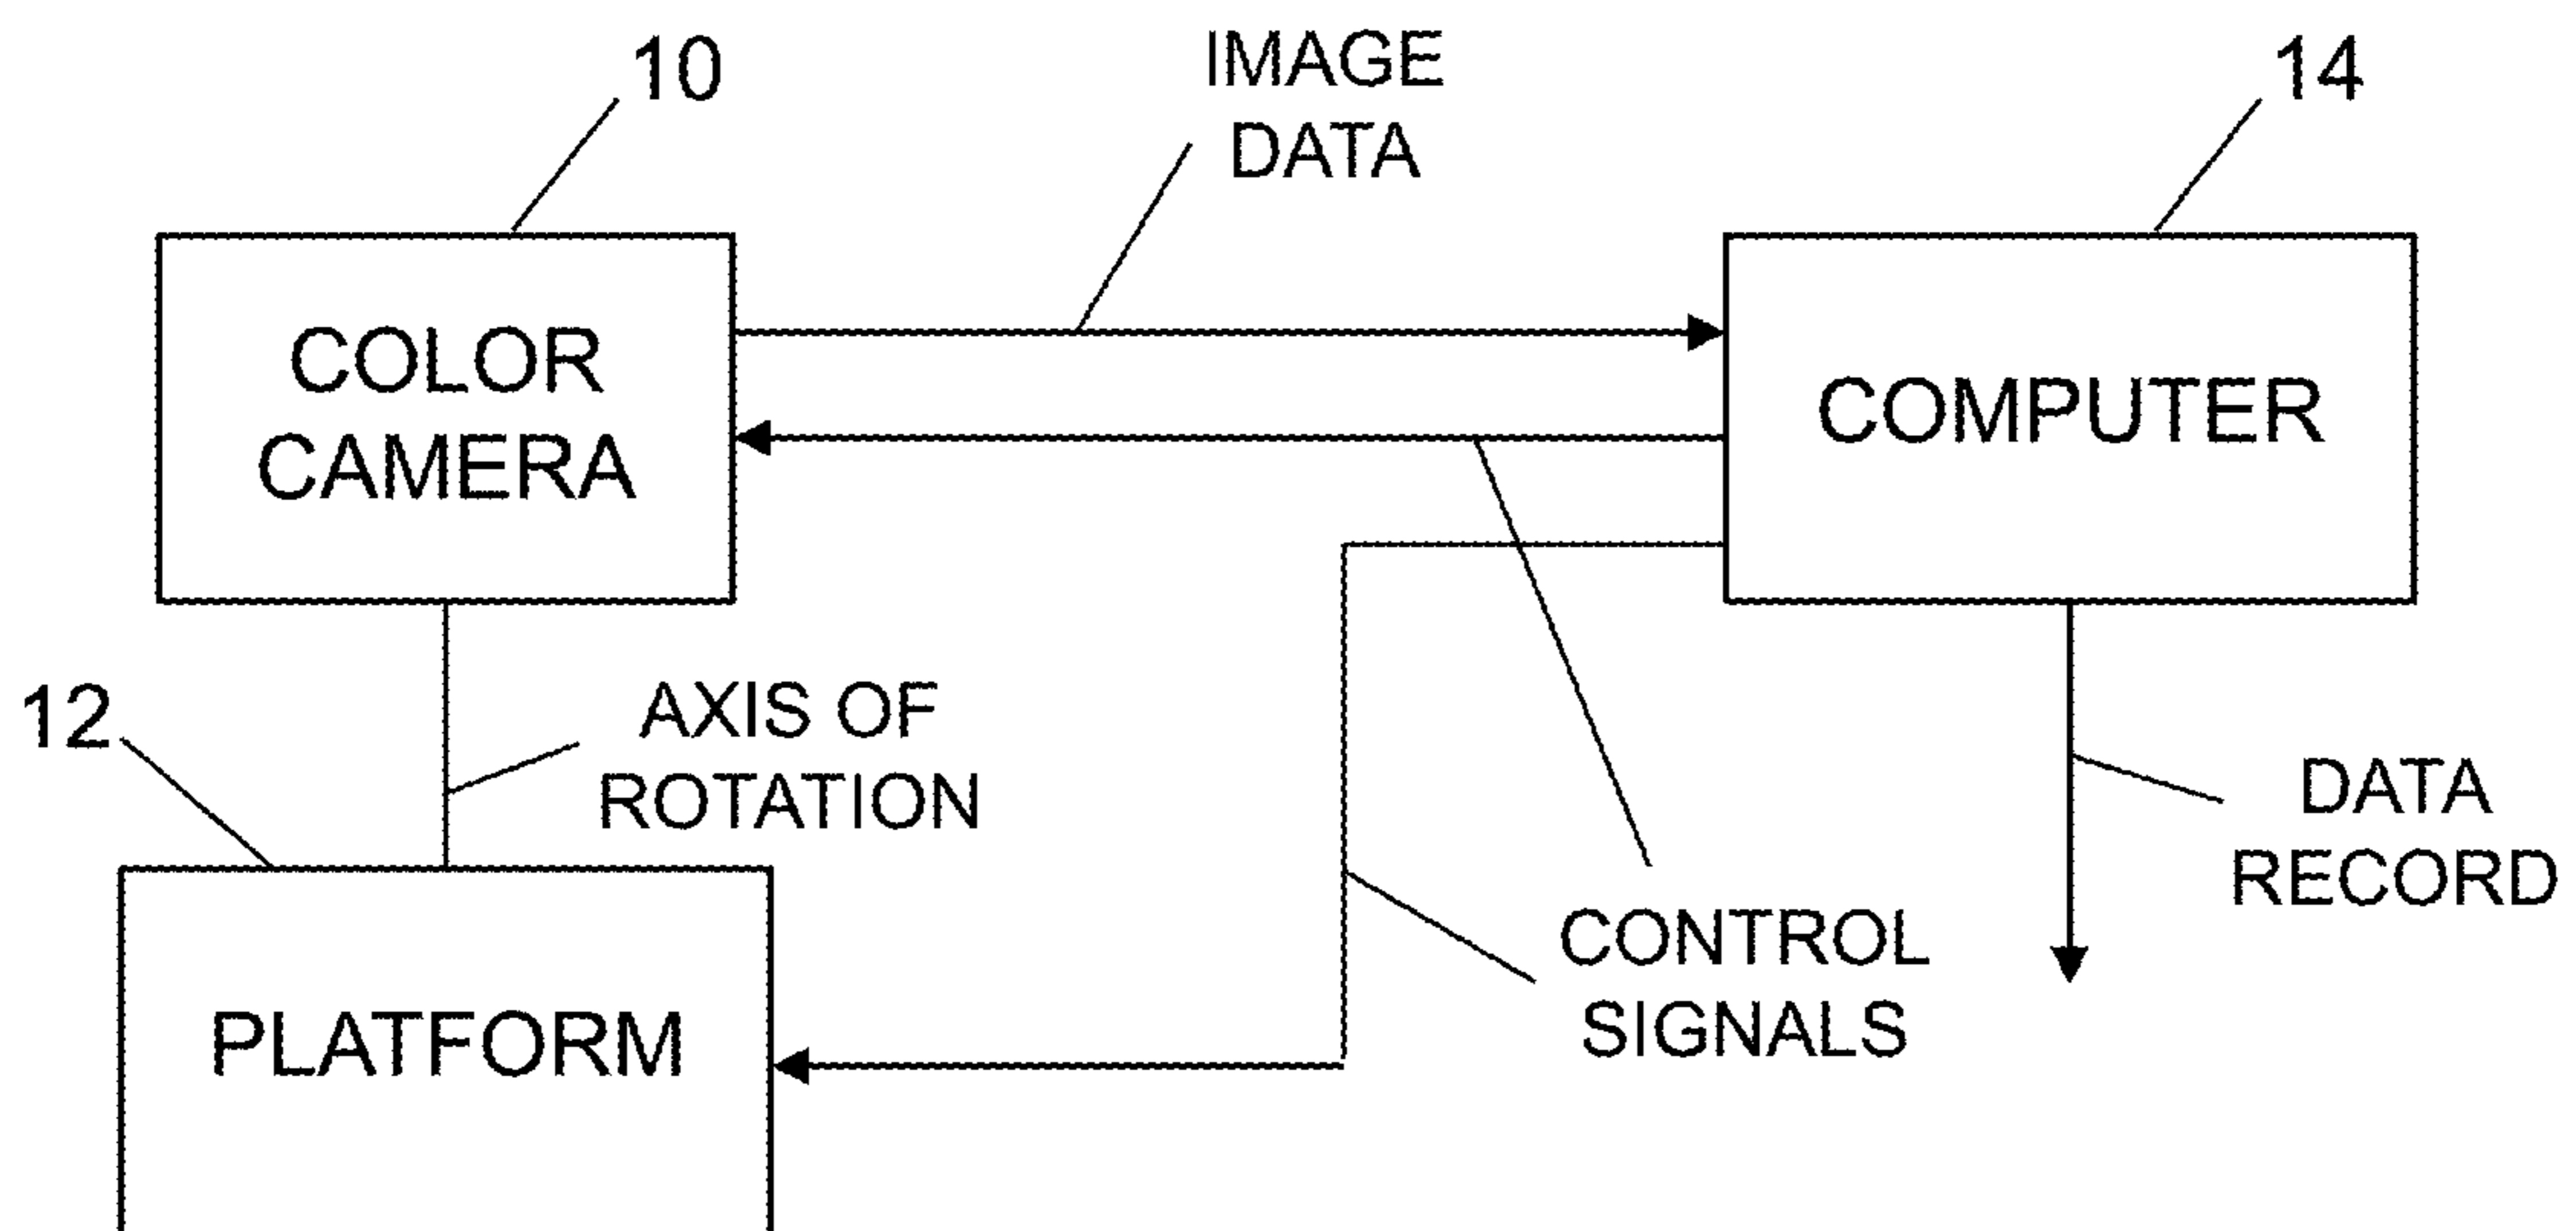 10
IMAGE
DATA
14
COLOR
CAMERA
COMPUTER
12
AXIS OF
ROTATION
DATA
RECORD
CONTROL
SIGNALS
PLATFORM